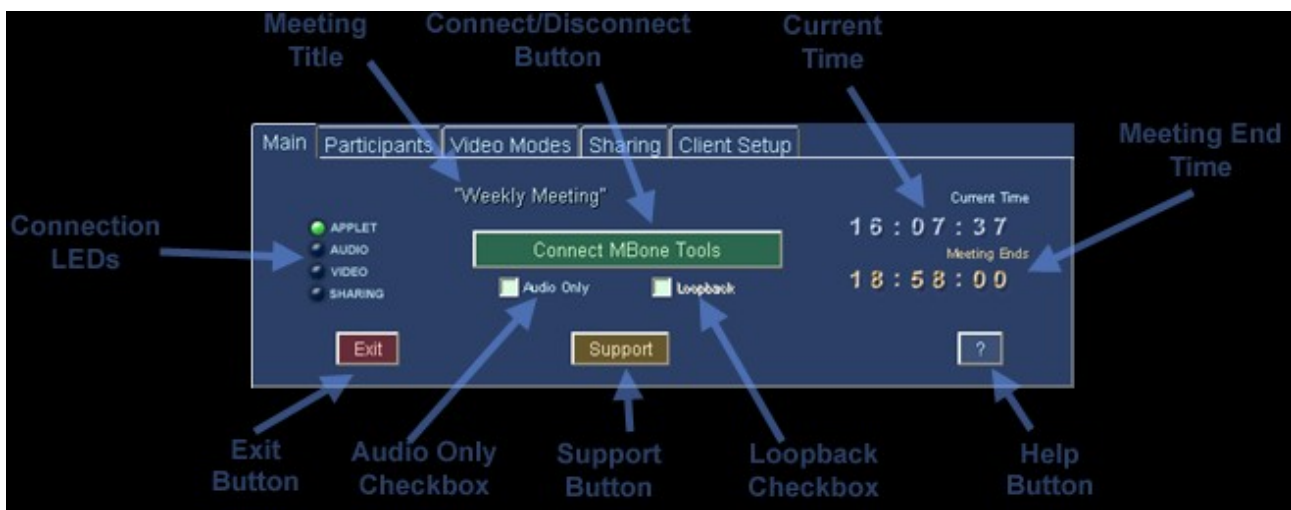 Meeting
Title
Connect/Disconnect
Button
Current
Time
Main Participants Video Modes Sharing Client Setup
Meeting End
Time
"Weekly Meeting"
Current Time
16:07:37
Connection
LEDs
APPLET
AUDIO
VIDEO
SHARING
Connect MBone Tools
Meeting Ends
18:58:00
Audio Only
Loopback
Exit
Support
?
Exit
Button
Audio Only
Checkbox
Support
Button
Loopback
Checkbox
Help
Button